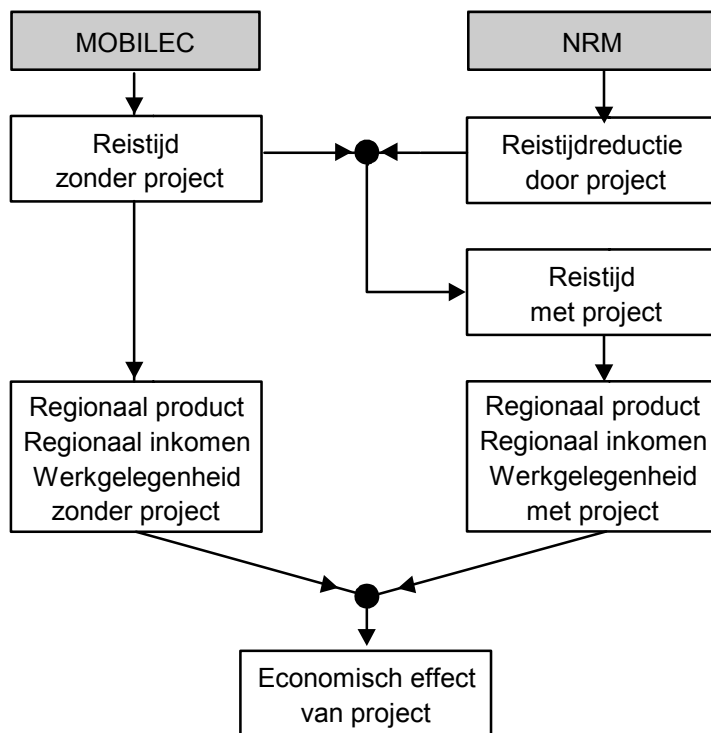 MOBILEC
NRM
Reistijd
zonder project
Reistijdreductie
door project
Reistijd
met project
Regionaal product
Regionaal inkomen
Werkgelegenheid
zonder project
Regionaal product
Regionaal inkomen
Werkgelegenheid
met project
Economisch effect
van project